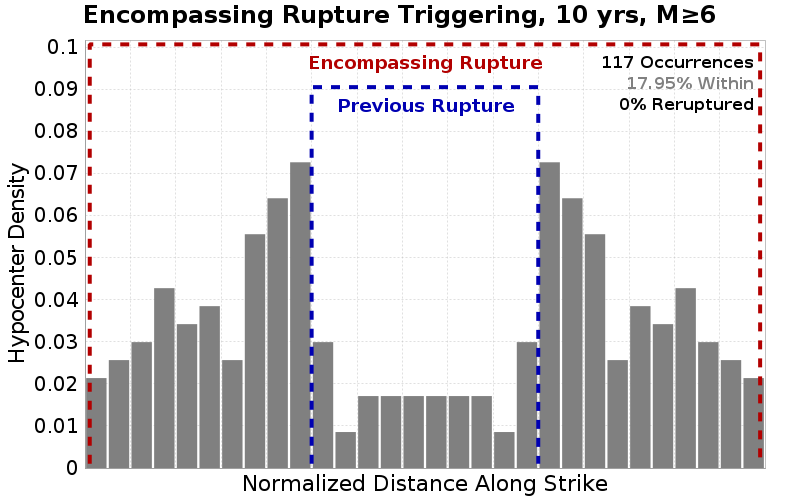 Encompassing Rupture Triggering, 10 yrs, M≥6
0.1
0.09
0.08
0.07
0.06
0.05
0.04
0.03
0.02
0.01
0
Hypocenter Density
Encompassing Rupture
Previous Rupture
117 Occurrences
17.95% Within
0% Reruptured
Normalized Distance Along Strike